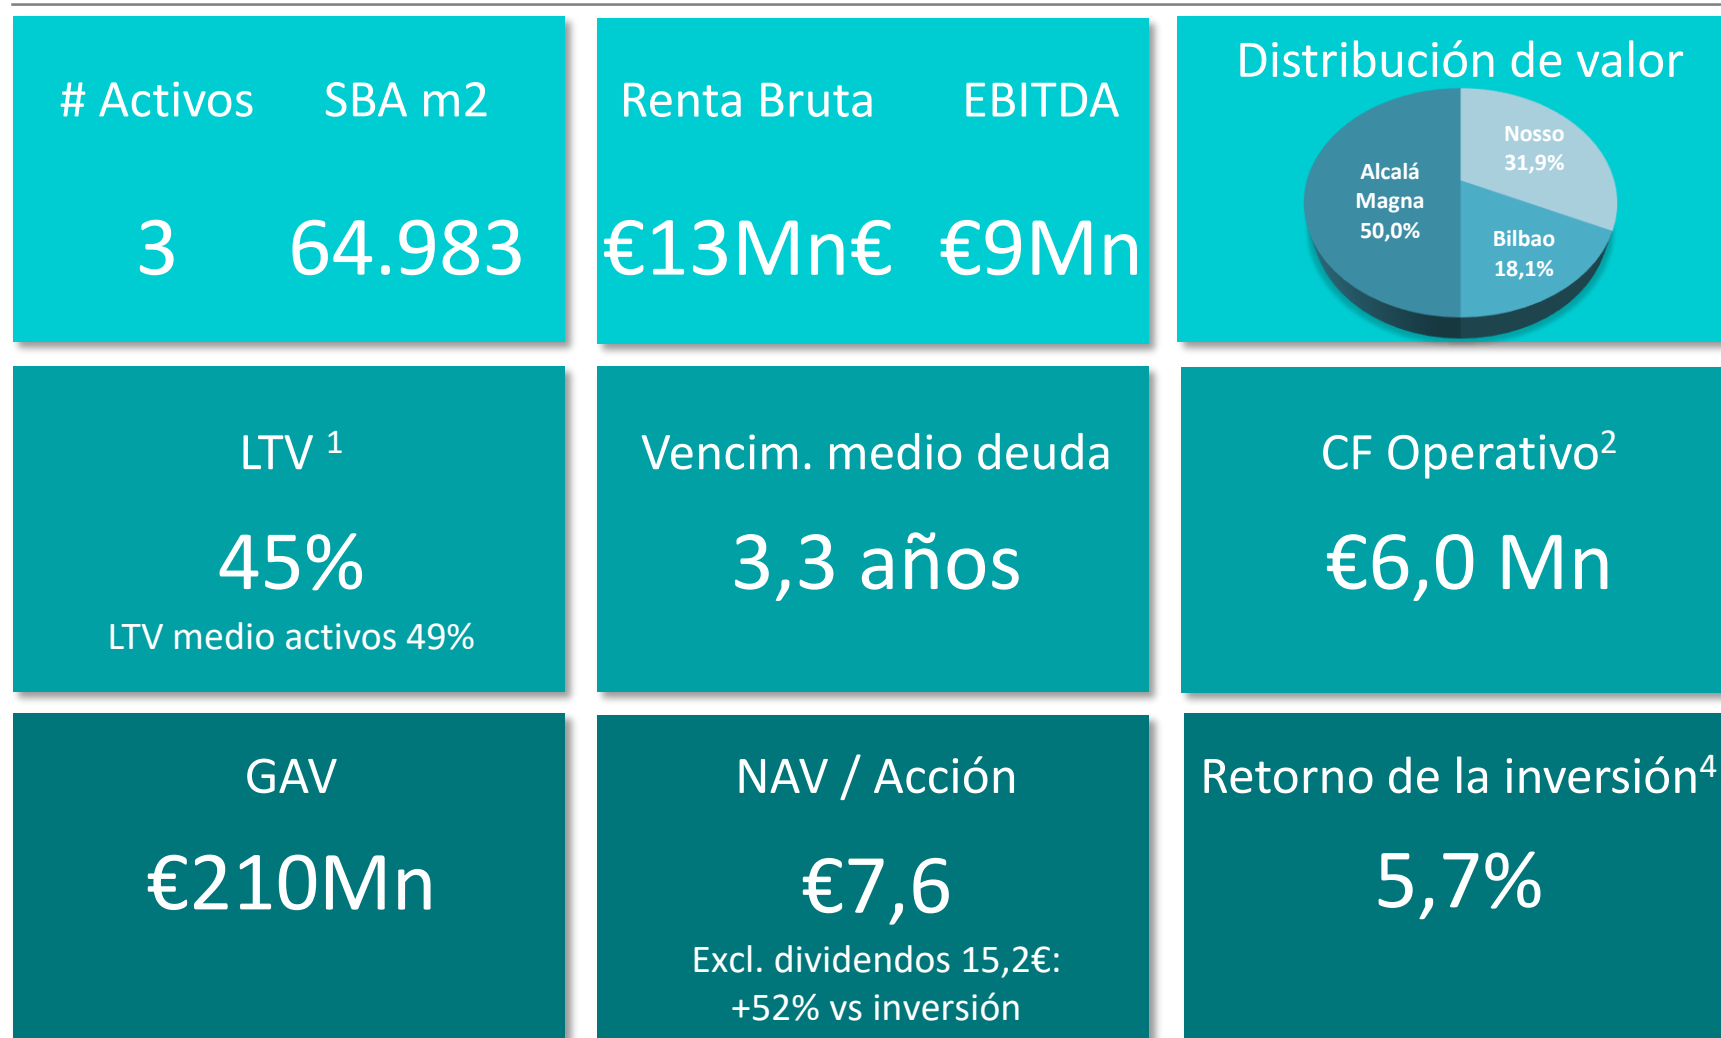 # Activos SBA m2
3 64.983
Renta Bruta EBITDA
€13Mn€ €9Mn
Distribución de valor
Nosso
31,9%
Alcalá
Magna
50,0%
Bilbao
18,1%
LTV ¹
45%
LTV medio activos 49%
Vencim. medio deuda
3,3 años
CF Operativo²
€6,0 Mn
GAV
€210Mn
NAV / Acción
€7,6
Excl. dividendos 15,2€:
+52% vs inversión
Retorno de la inversión⁴
5,7%